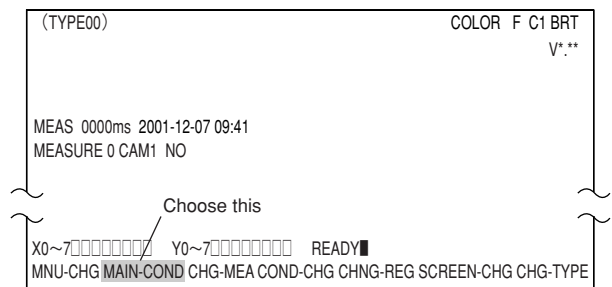 (TYPE00) COLOR F C1 BRT
V*.**
MEAS 0000ms 2001-12-07 09:41
MEASURE 0 CAM1 NO
Choose this
X0～7□□□□□□□□ Y0～7□□□□□□□□ READY■
MNU-CHG MAIN-COND CHG-MEA COND-CHG CHNG-REG SCREEN-CHG CHG-TYPE